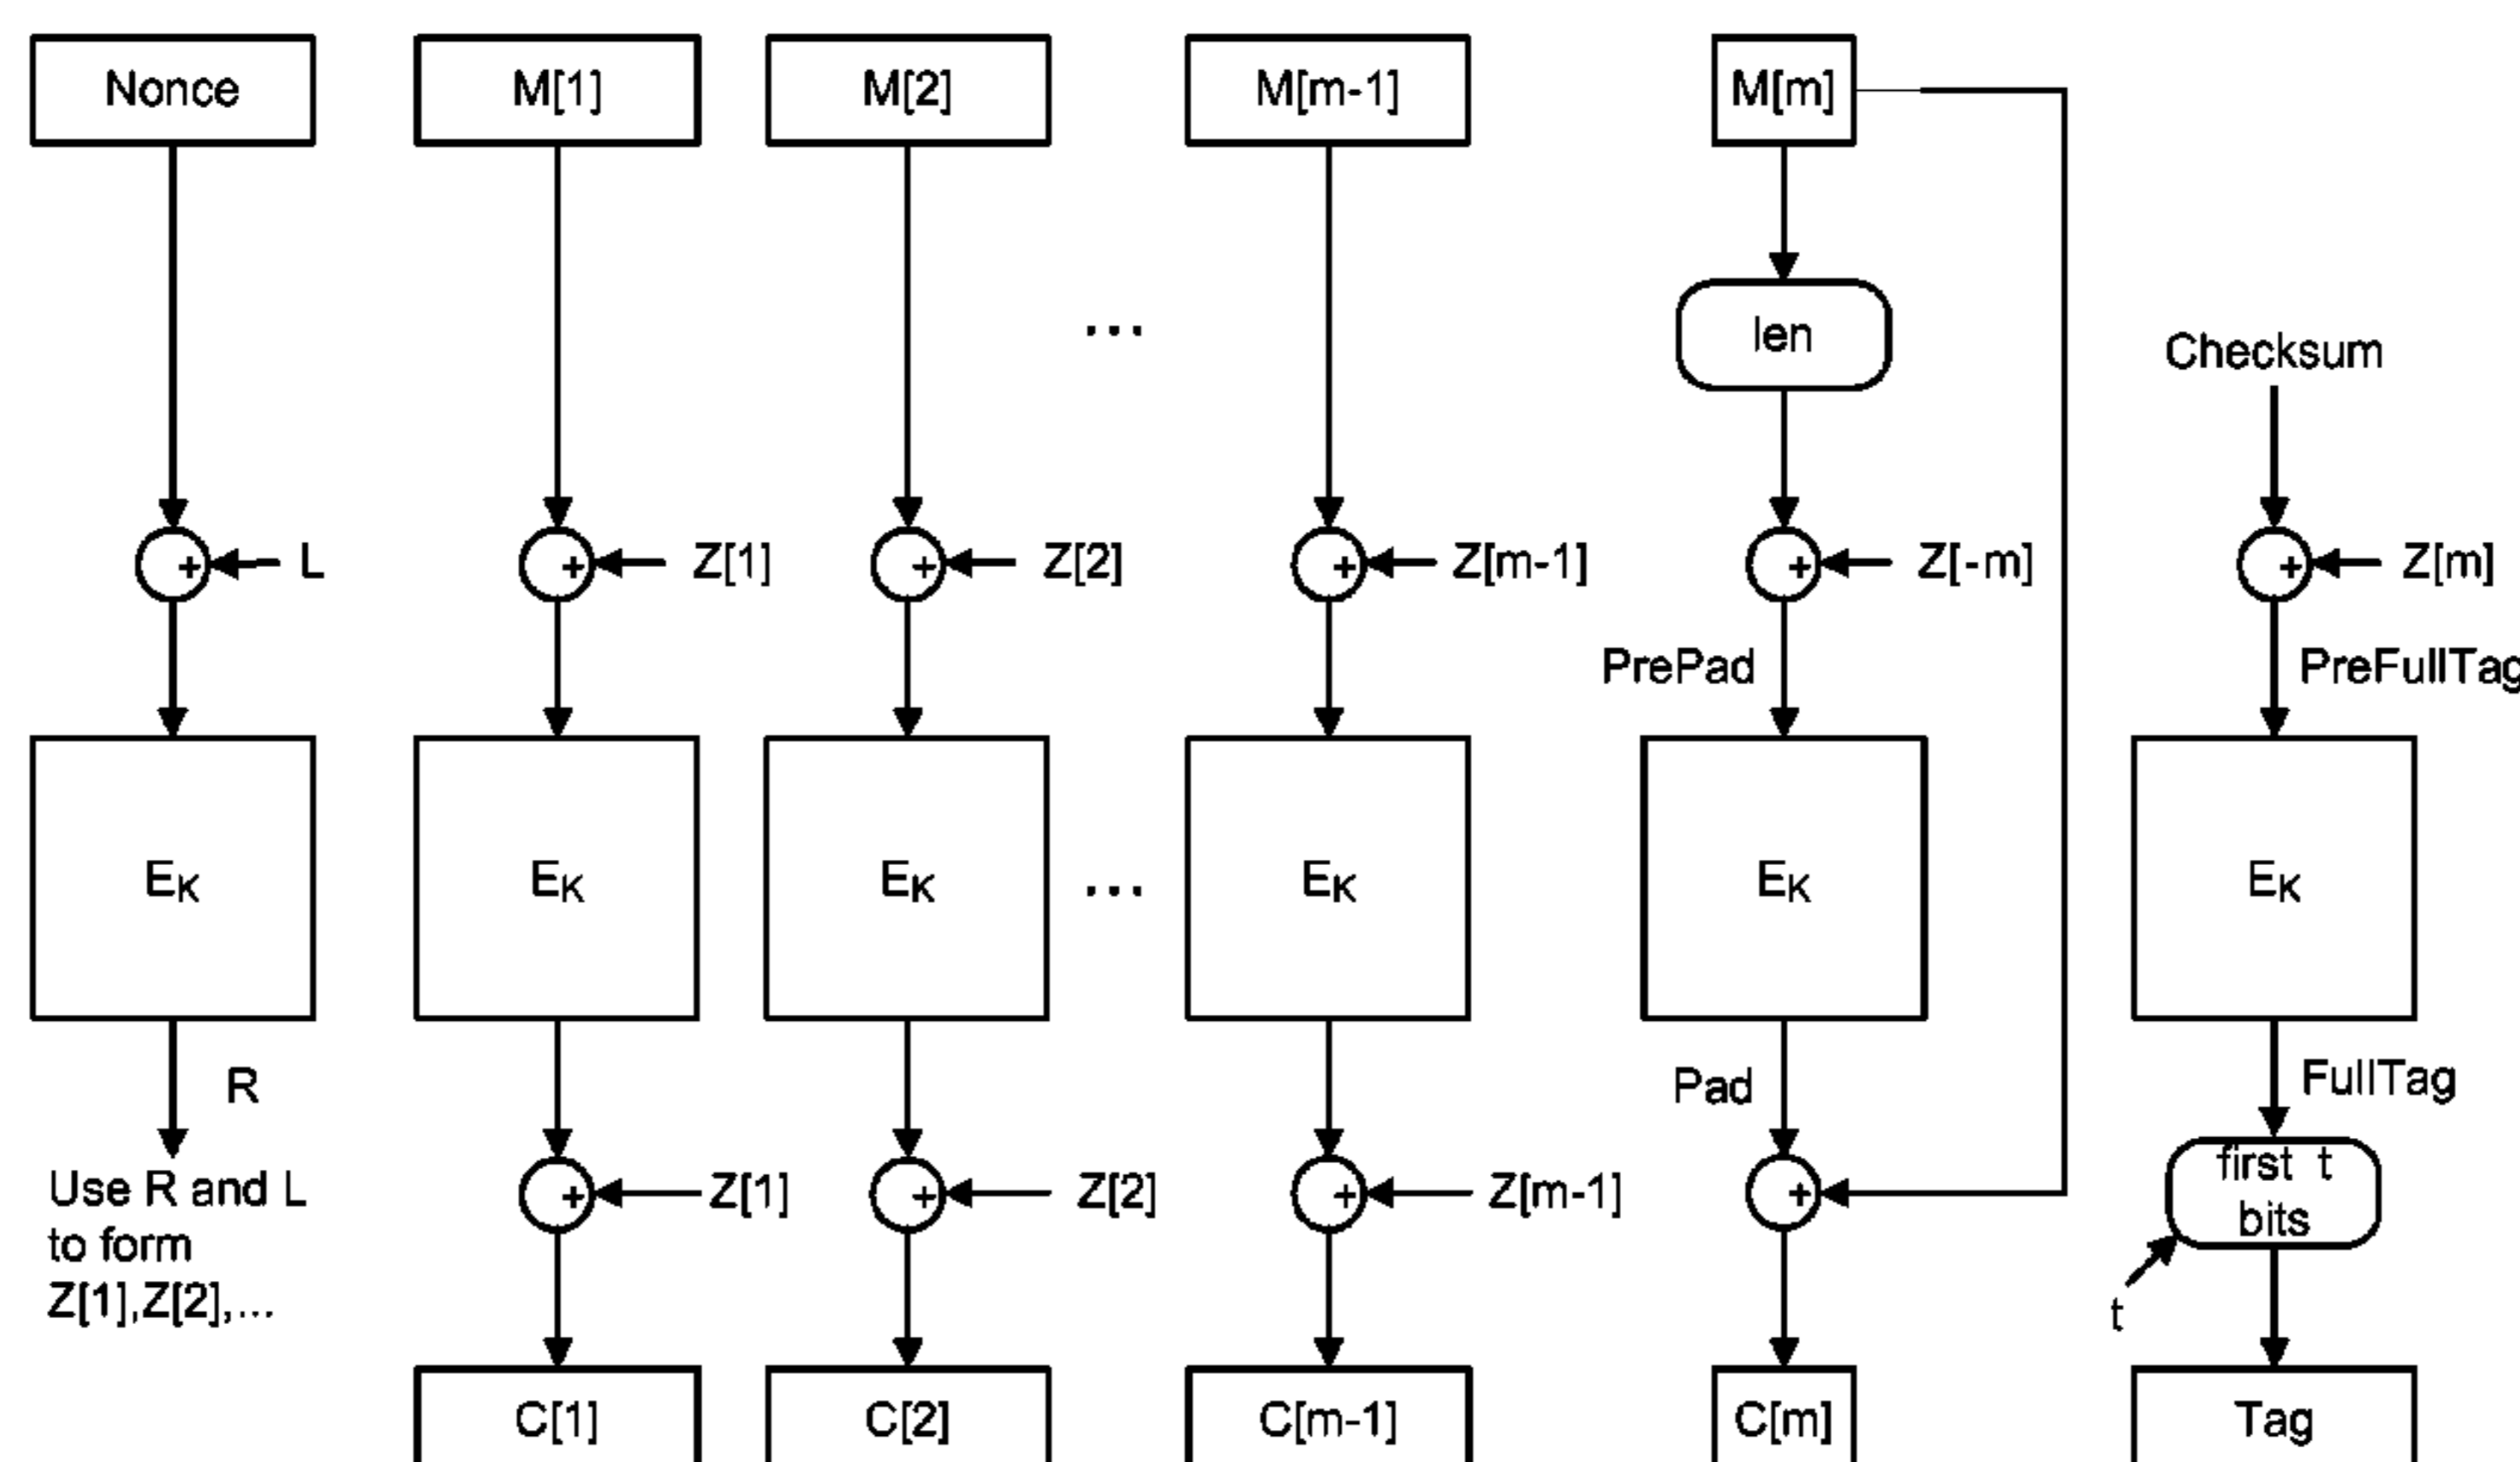 Nonce
M[1]
M[2]
M[m-1]
M[m]
...
len
Checksum
+
L
+
Z[1]
+
Z[2]
+
Z[m-1]
+
Z[-m]
+
Z[m]
PrePad
PreFullTag
EK
EK
EK
...
EK
EK
EK
R
Pad
FullTag
Use R and L
to form
Z[1],Z[2],...
+
Z[1]
+
Z[2]
+
Z[m-1]
+
first t
bits
t
C[1]
C[2]
C[m-1]
C[m]
Tag